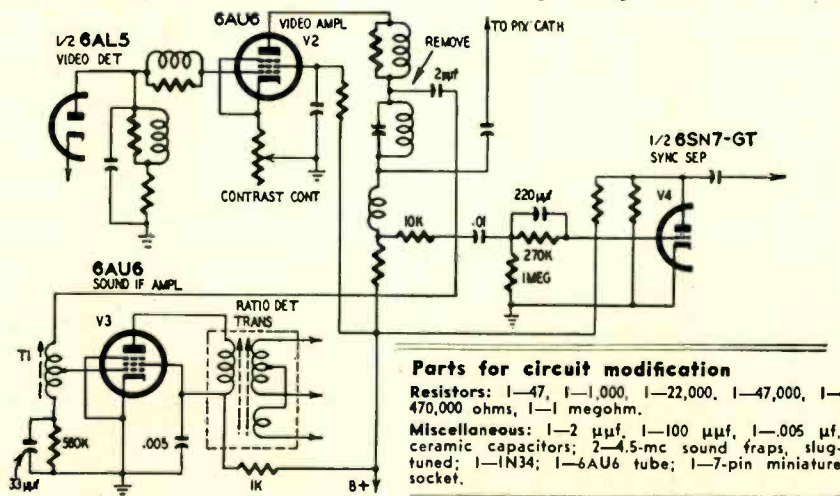 6AU6
VIDEO AMPL
V2
1/2 6AL5
VIDEO DET
REMOVE
TO PIX CATH
2μμf
CONTRAST CONT
1/2 6SN7-GT
SYNC SEP
V4
220μμf
10K
.01
270K
1MEG
6AU6
SOUND IF AMPL
V3
RATIO DET
TRANS
T1
560K
.005
33μμf
1K
B+
Parts for circuit modification
Resistors: 1—47, 1—1,000, 1—22,000, 1—47,000, 1—
470,000 ohms, 1—1 megohm.
Miscellaneous: 1—2 μμf, 1—100 μμf, 1—.005 μf,
ceramic capacitors; 2—4.5-mc sound traps, slug-
tuned; 1—1N34; 1—6AU6 tube; 1—7-pin miniature
socket.